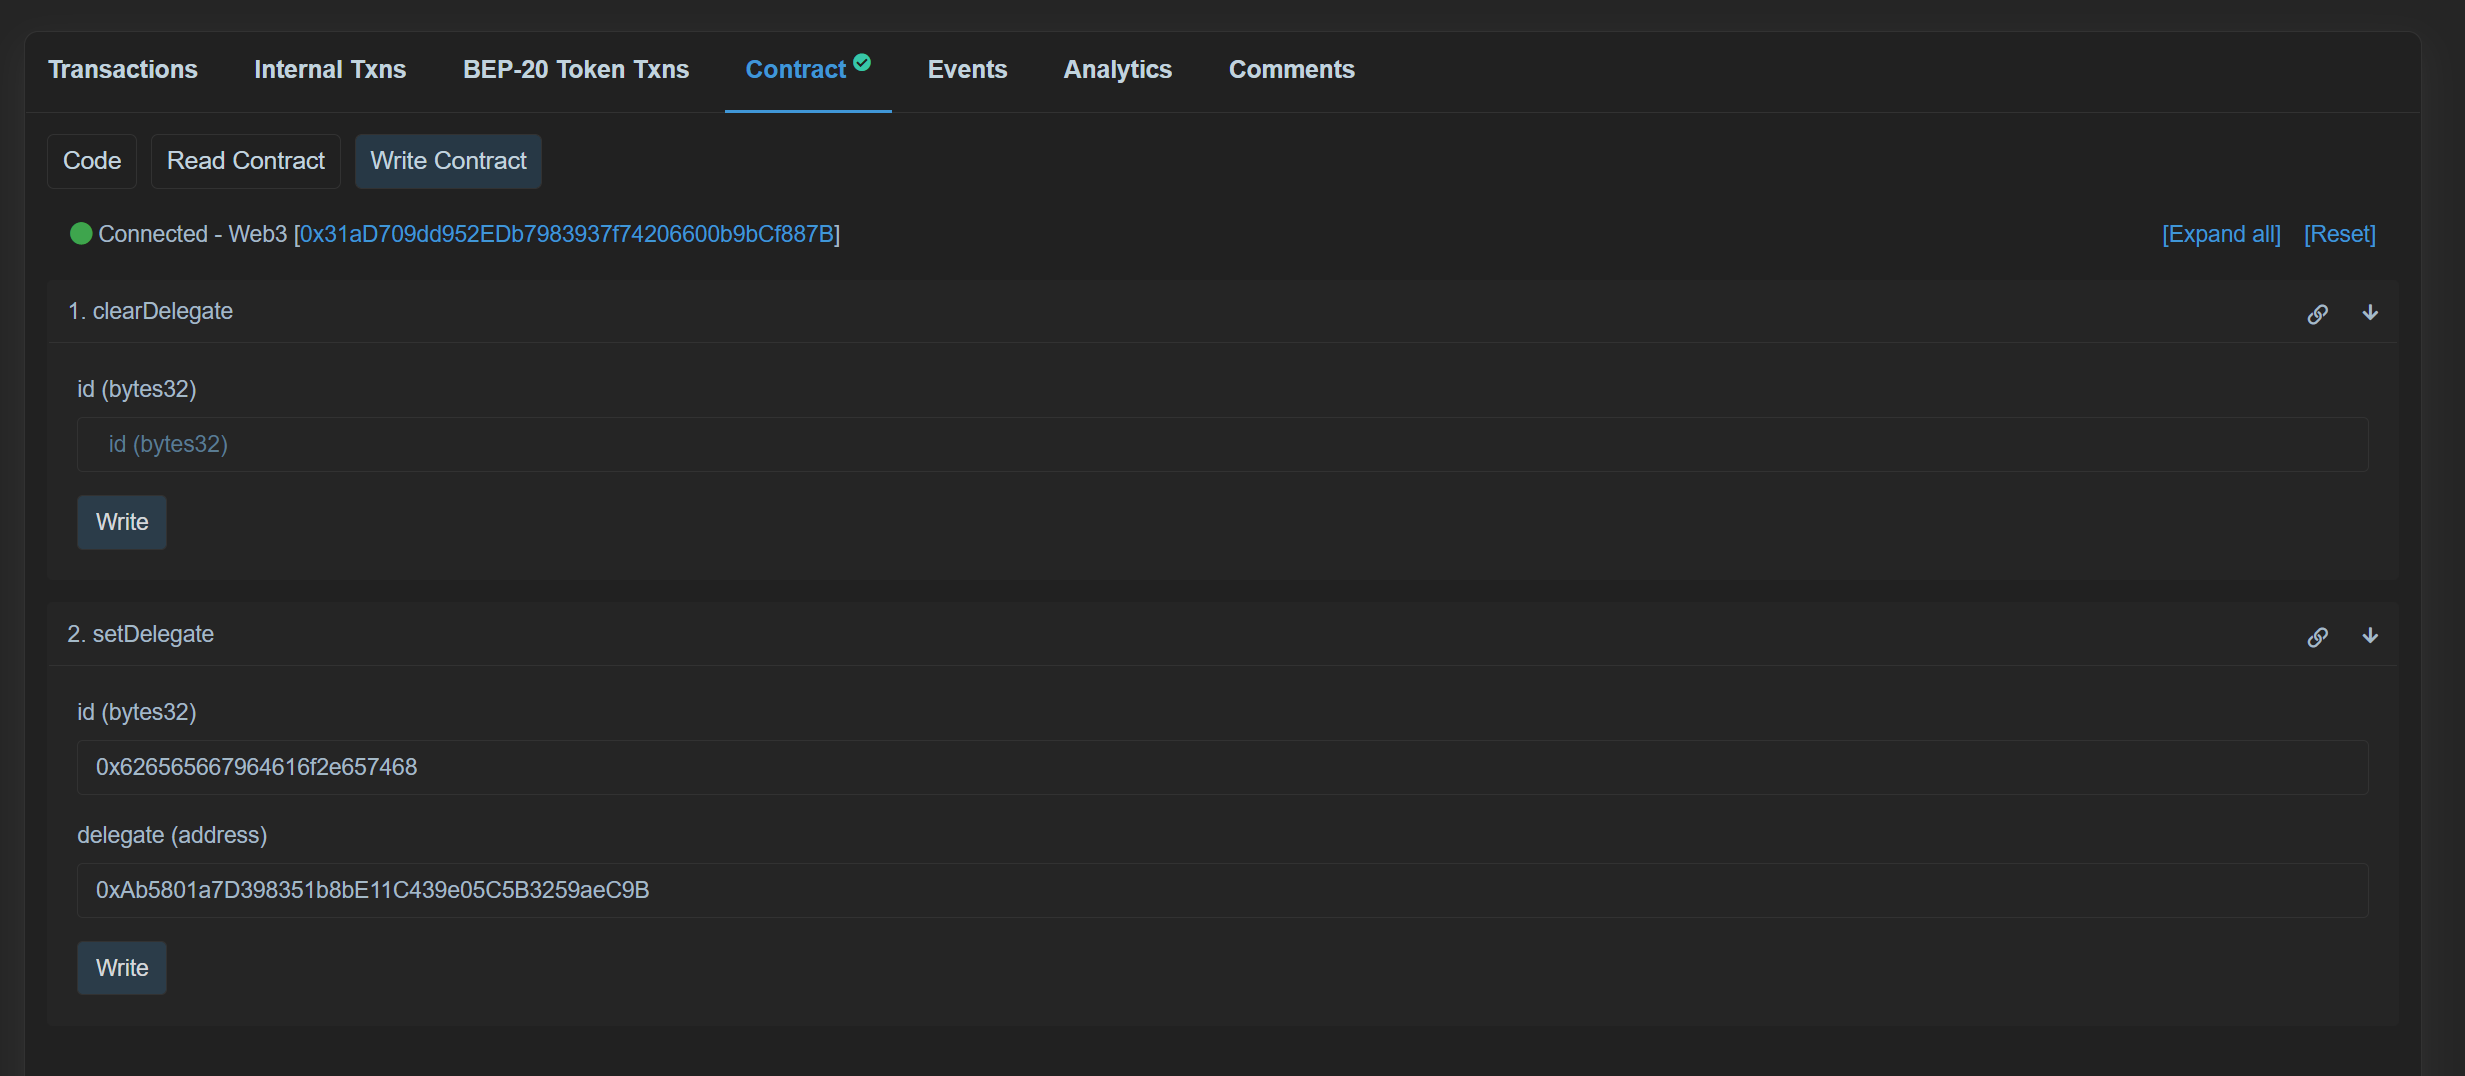 Transactions Internal Txns BEP-20 Token Txns Contract Events Analytics Comments
Code Read Contract Write Contract
Connected - Web3 [0x31aD709dd952EDb7983937f74206600b9bCf887B] [Expand all] [Reset]
1. clearDelegate
id (bytes32)
id (bytes32)
Write
2. setDelegate
id (bytes32)
0x626565667964616f2e657468
delegate (address)
0xAb5801a7D398351b8bE11C439e05C5B3259aeC9B
Write